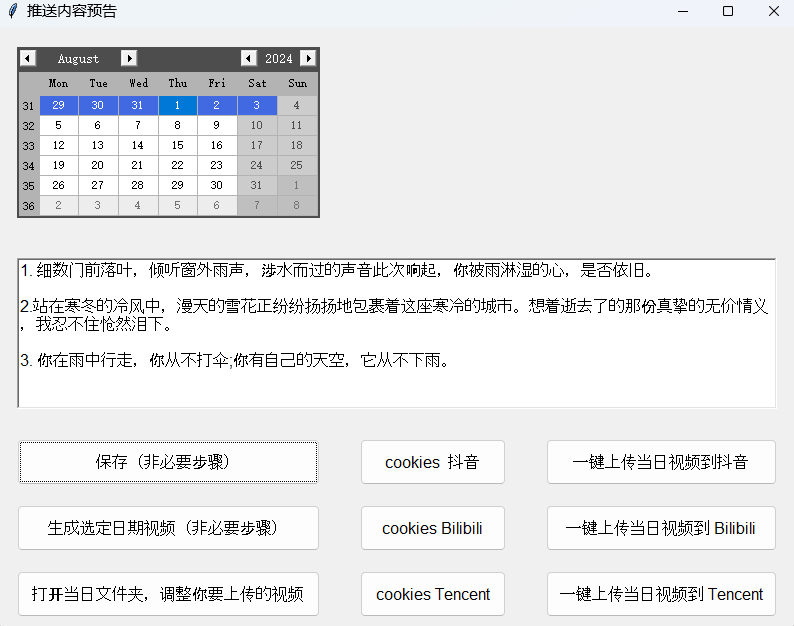 推送内容预告
August 2024
Mon Tue Wed Thu Fri Sat Sun
31 29 30 31 1 2 3 4
32 5 6 7 8 9 10 11
33 12 13 14 15 16 17 18
34 19 20 21 22 23 24 25
35 26 27 28 29 30 31 1
36 2 3 4 5 6 7 8
1. 细数门前落叶，倾听窗外雨声，涉水而过的声音此次响起，你被雨淋湿的心，是否依旧。
2.站在寒冬的冷风中，漫天的雪花正纷纷扬扬地包裹着这座寒冷的城市。想着逝去了的那份真挚的无价情义
，我忍不住怆然泪下。
3. 你在雨中行走，你从不打伞;你有自己的天空，它从不下雨。
保存（非必要步骤） cookies 抖音 一键上传当日视频到抖音
生成选定日期视频（非必要步骤） cookies Bilibili 一键上传当日视频到 Bilibili
打开当日文件夹，调整你要上传的视频 cookies Tencent 一键上传当日视频到 Tencent